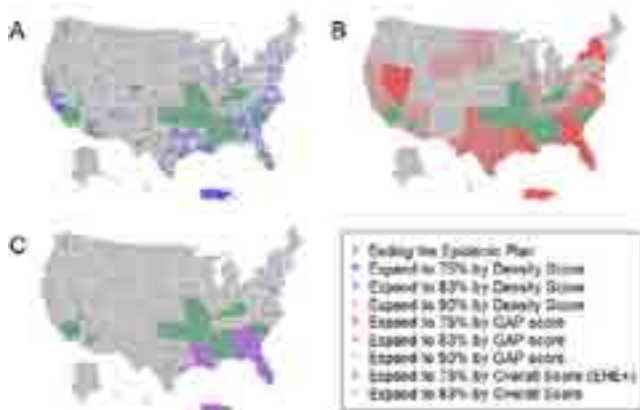 A
B
C
Ending the Epidemic Plan
Expand to 75% by Density Score
Expand to 83% by Density Score
Expand to 90% by Density Score
Expand to 75% by GAP score
Expand to 83% by GAP score
Expand to 90% by GAP score
Expand to 75% by Overall Score (EHE+)
Expand to 83% by Overall Score